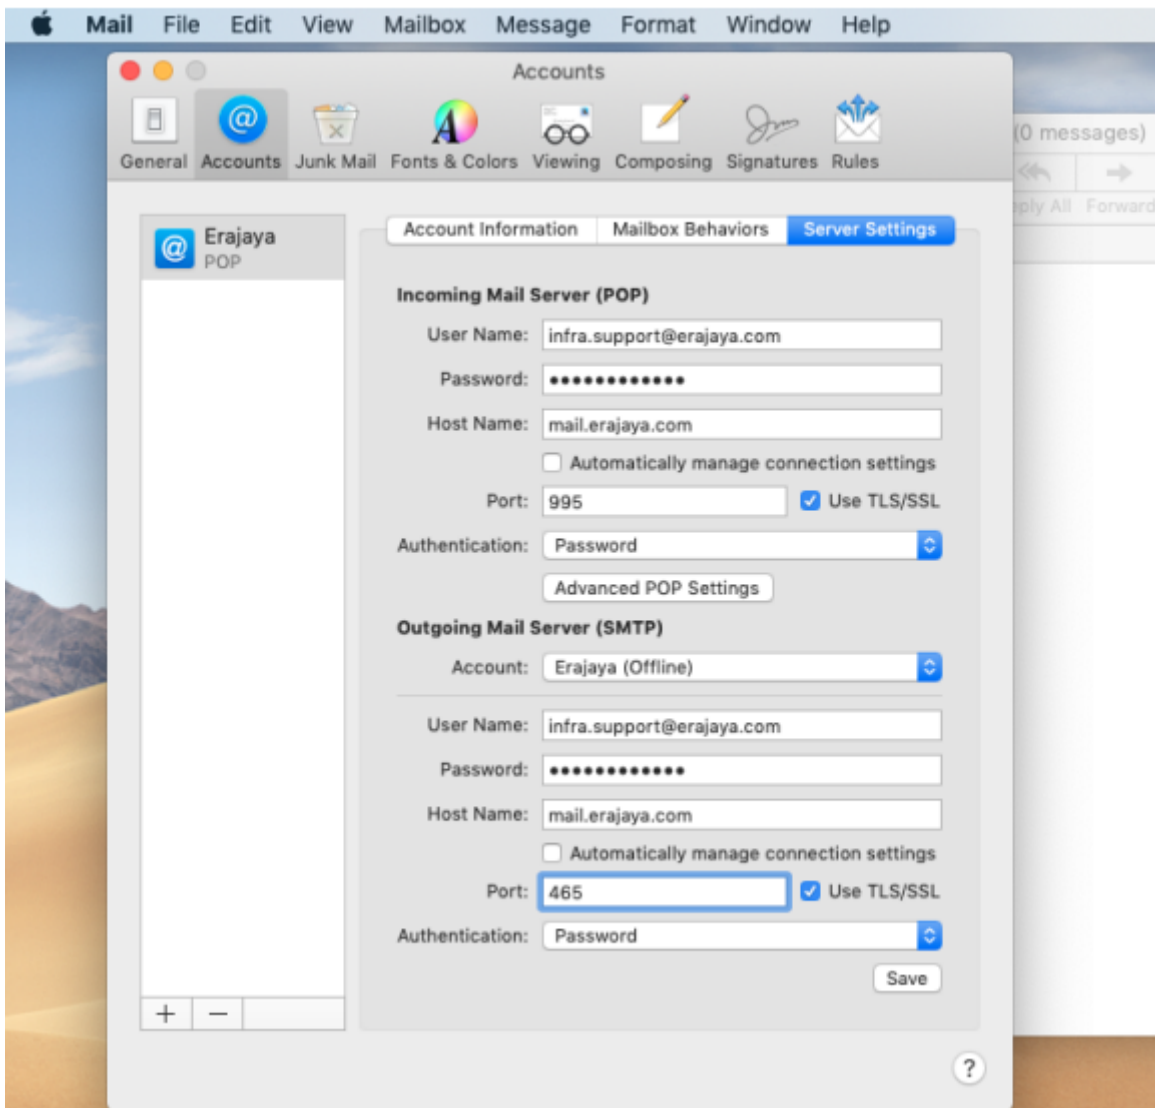 Mail File Edit View Mailbox Message Format Window Help
Accounts
General Accounts Junk Mail Fonts & Colors Viewing Composing Signatures Rules
(0 messages)
eply All Forward
Erajaya
POP
Account Information Mailbox Behaviors Server Settings
Incoming Mail Server (POP)
User Name: infra.support@erajaya.com
Password: ••••••••••••
Host Name: mail.erajaya.com
Automatically manage connection settings
Port: 995 Use TLS/SSL
Authentication: Password
Advanced POP Settings
Outgoing Mail Server (SMTP)
Account: Erajaya (Offline)
User Name: infra.support@erajaya.com
Password: ••••••••••••
Host Name: mail.erajaya.com
Automatically manage connection settings
Port: 465 Use TLS/SSL
Authentication: Password
Save
+ −
?